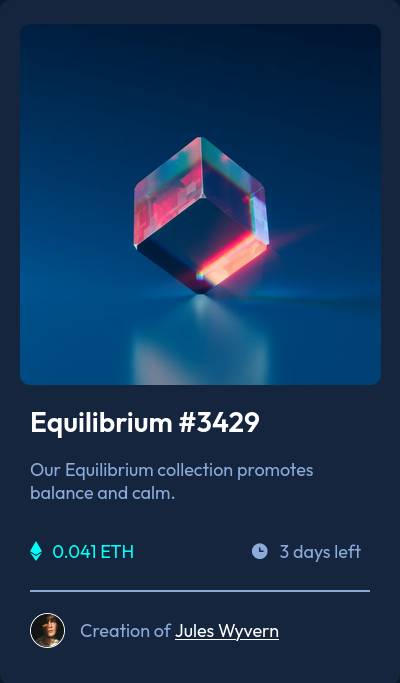 Equilibrium #3429
Our Equilibrium collection promotes
balance and calm.
0.041 ETH
3 days left
Creation of Jules Wyvern